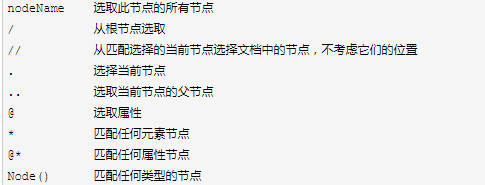 nodeName 选取此节点的所有节点
/ 从根节点选取
// 从匹配选择的当前节点选择文档中的节点，不考虑它们的位置
. 选择当前节点
.. 选取当前节点的父节点
@ 选取属性
* 匹配任何元素节点
@* 匹配任何属性节点
Node() 匹配任何类型的节点